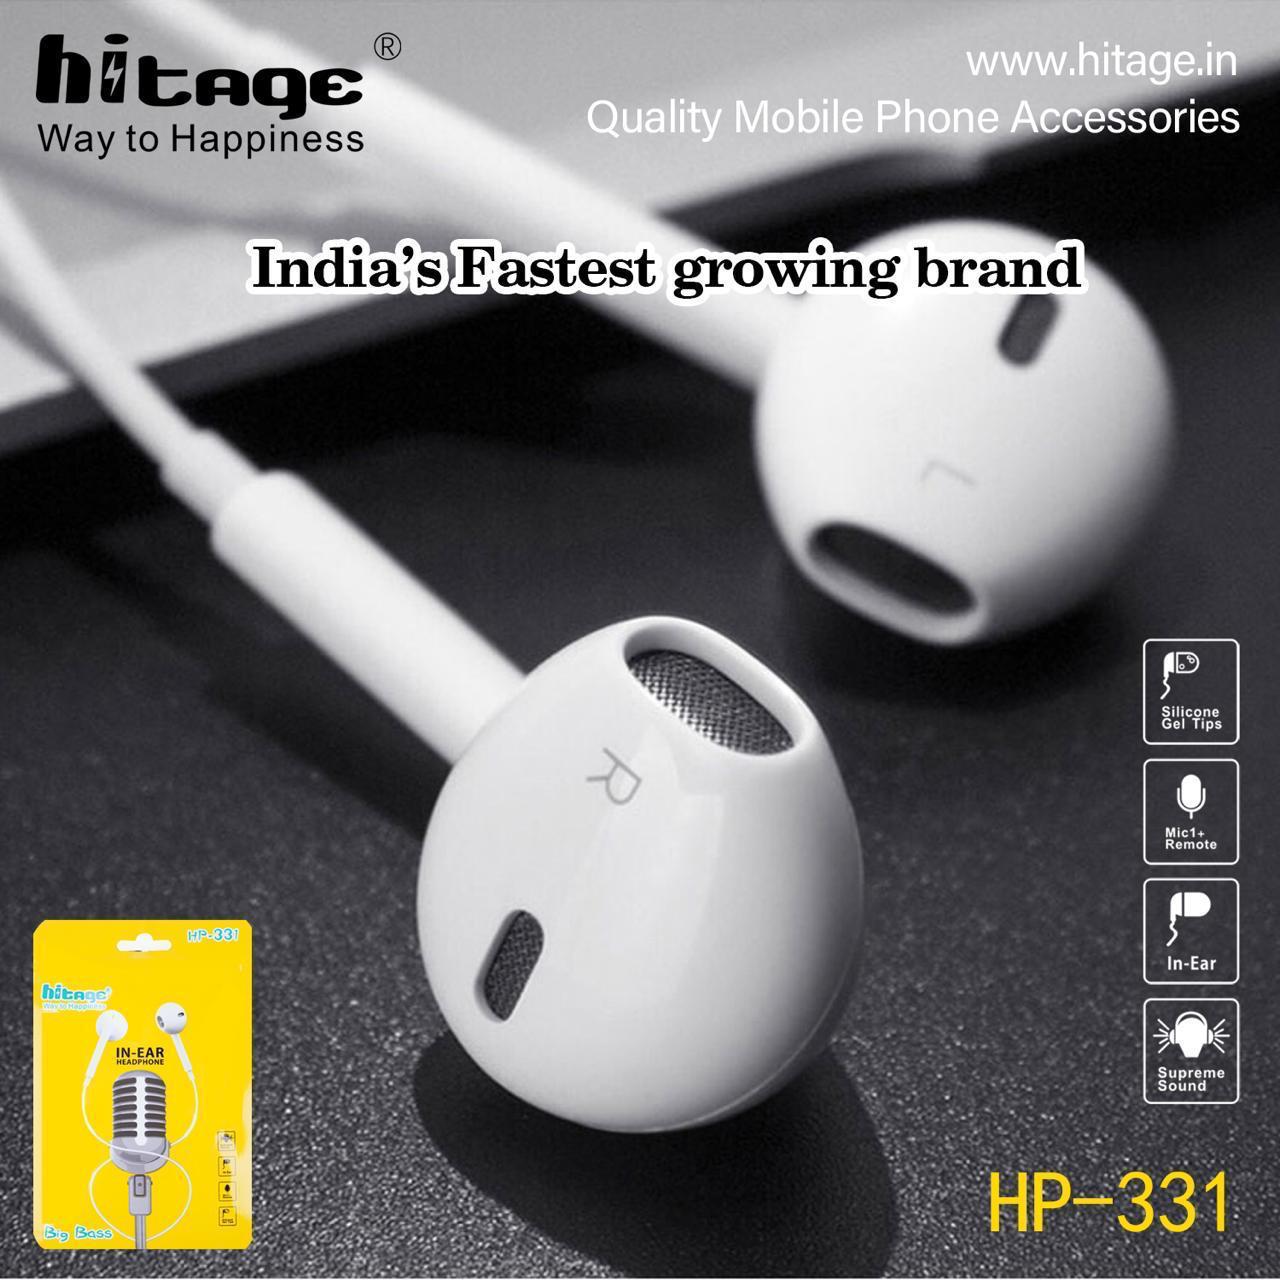 hitage®
Way to Happiness
www.hitage.in
Quality Mobile Phone Accessories
India's Fastest growing brand
L
R
Silicone
Gel Tips
Mic1+
Remote
In-Ear
Supreme
Sound
HP-331
HP-331
hitage®
Way to Happiness
IN-EAR
HEADPHONE
Big Bass